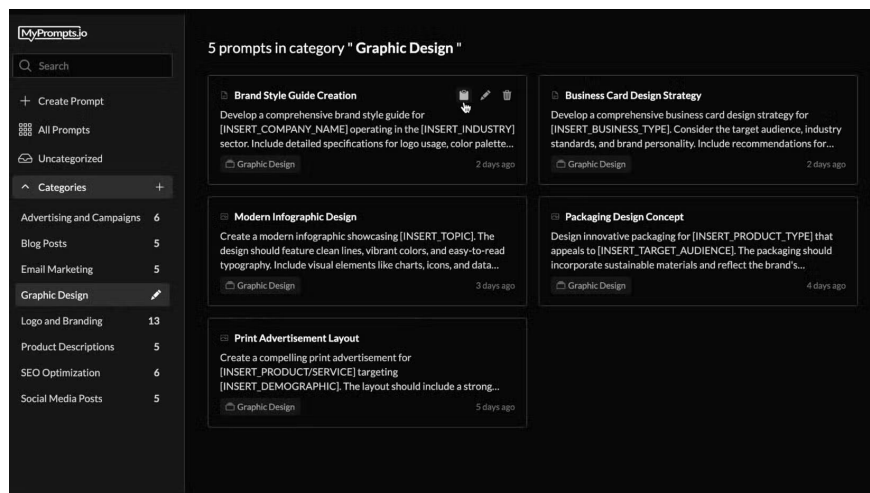 MyPrompts.io
Search
Create Prompt
All Prompts
Uncategorized
Categories
Advertising and Campaigns 6
Blog Posts 5
Email Marketing 5
Graphic Design
Logo and Branding 13
Product Descriptions 5
SEO Optimization 6
Social Media Posts 5
5 prompts in category " Graphic Design "
Brand Style Guide Creation
Develop a comprehensive brand style guide for
[INSERT_COMPANY_NAME] operating in the [INSERT_INDUSTRY]
sector. Include detailed specifications for logo usage, color palette...
Graphic Design 2 days ago
Business Card Design Strategy
Develop a comprehensive business card design strategy for
[INSERT_BUSINESS_TYPE]. Consider the target audience, industry
standards, and brand personality. Include recommendations for...
Graphic Design 2 days ago
Modern Infographic Design
Create a modern infographic showcasing [INSERT_TOPIC]. The
design should feature clean lines, vibrant colors, and easy-to-read
typography. Include visual elements like charts, icons, and data...
Graphic Design 3 days ago
Packaging Design Concept
Design innovative packaging for [INSERT_PRODUCT_TYPE] that
appeals to [INSERT_TARGET_AUDIENCE]. The packaging should
incorporate sustainable materials and reflect the brand's...
Graphic Design 4 days ago
Print Advertisement Layout
Create a compelling print advertisement for
[INSERT_PRODUCT/SERVICE] targeting
[INSERT_DEMOGRAPHIC]. The layout should include a strong...
Graphic Design 5 days ago